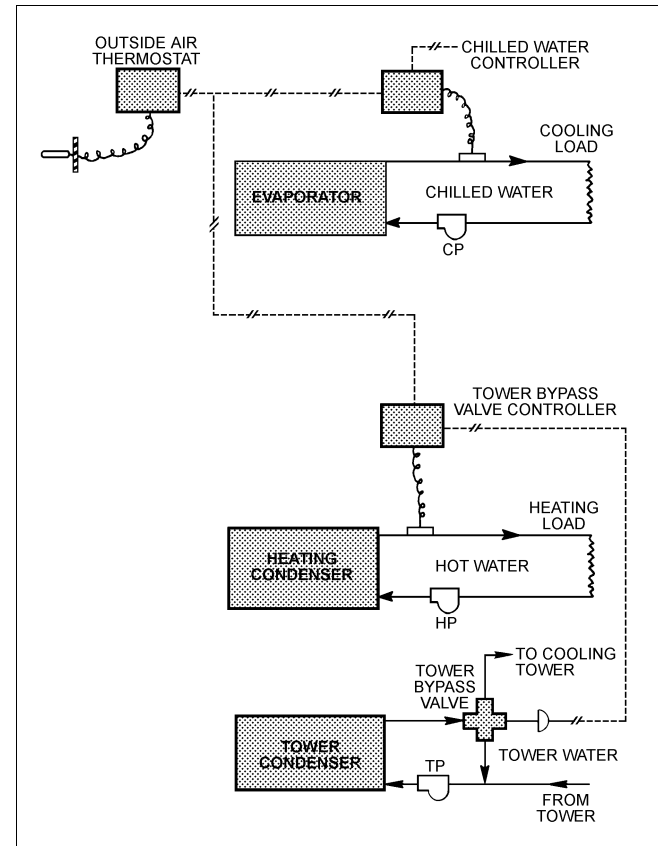 OUTSIDE AIR
THERMOSTAT
CHILLED WATER
CONTROLLER
COOLING
LOAD
EVAPORATOR
CHILLED WATER
CP
TOWER BYPASS
VALVE CONTROLLER
HEATING
LOAD
HEATING
CONDENSER
HOT WATER
HP
TO COOLING
TOWER
TOWER
BYPASS
VALVE
TOWER
CONDENSER
TOWER WATER
TP
FROM
TOWER